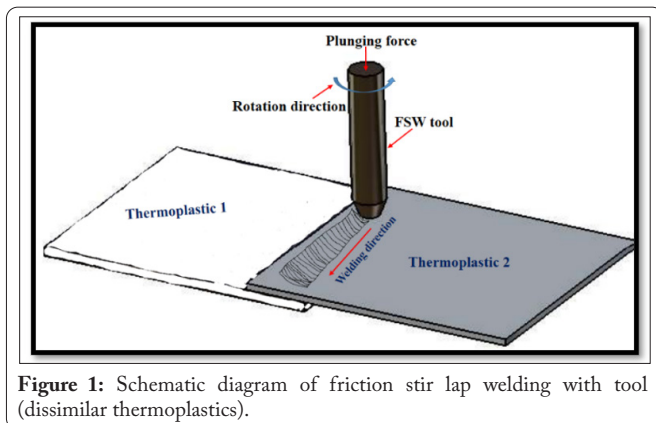 Plunging force
Rotation direction
FSW tool
Thermoplastic 1
Welding direction
Thermoplastic 2
Figure 1: Schematic diagram of friction stir lap welding with tool
(dissimilar thermoplastics).